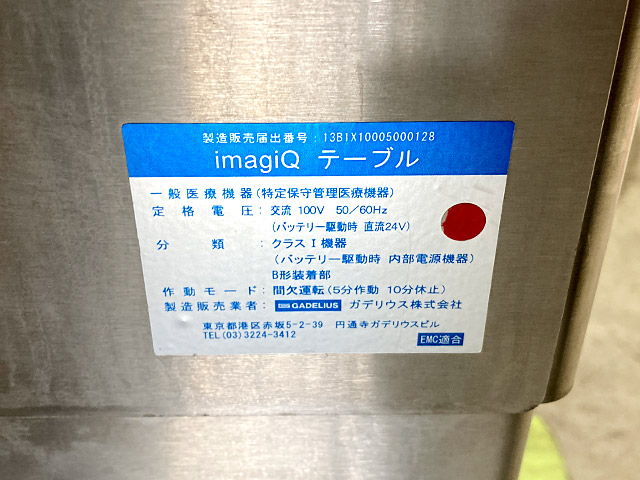 製造販売届出番号：13B1X10005000128
imagiQ テーブル
一般医療機器(特定保守管理医療機器)
定格電圧：交流 100V 50／60Hz
(バッテリー駆動時 直流24V)
分類：クラスⅠ機器
(バッテリー駆動時 内部電源機器)
B形装着部
作動モード：間欠運転(5分作動 10分休止)
製造販売業者：GADELIUS ガデリウス株式会社
東京都港区赤坂5-2-39 円通寺ガデリウスビル
TEL(03)3224-3412
EMC適合